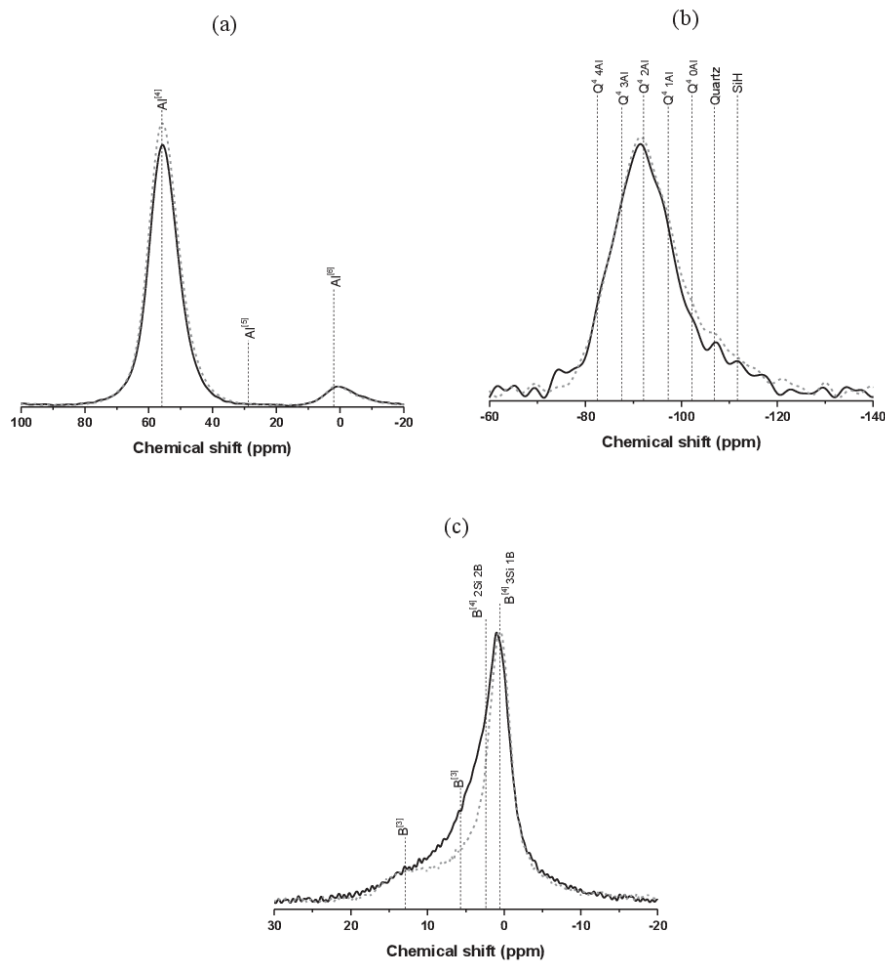 (a)
Al[4]
Al[5]
Al[6]
100 80 60 40 20 0 -20
Chemical shift (ppm)
(b)
Q4 4Al
Q4 3Al
Q4 2Al
Q4 1Al
Q4 0Al
Quartz
SiH
-60 -80 -100 -120 -140
Chemical shift (ppm)
(c)
B[3]
B[3]
B[4] 2Si 2B
B[4] 3Si 1B
30 20 10 0 -10 -20
Chemical shift (ppm)